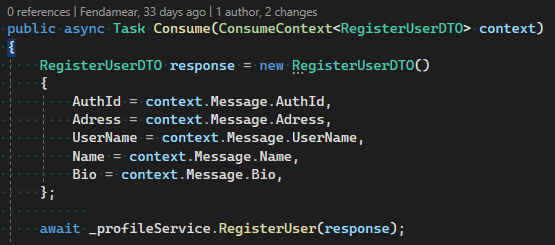 0 references | Fendamear, 33 days ago | 1 author, 2 changes
public async Task Consume(ConsumeContext<RegisterUserDTO> context)
{
    RegisterUserDTO response = new RegisterUserDTO()
    {
        AuthId = context.Message.AuthId,
        Adress = context.Message.Adress,
        UserName = context.Message.UserName,
        Name = context.Message.Name,
        Bio = context.Message.Bio,
    };
    await _profileService.RegisterUser(response);